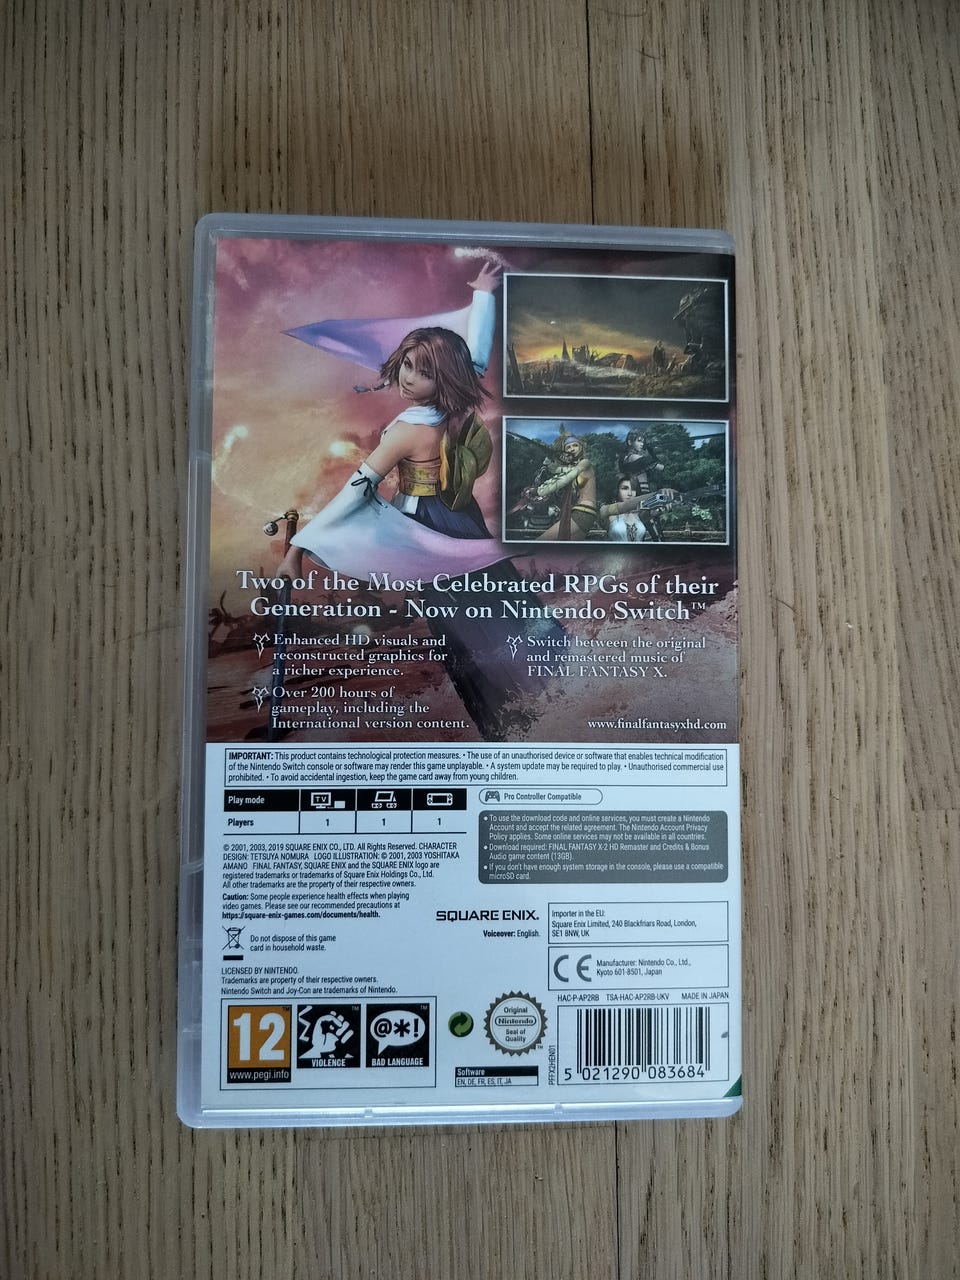 Two of the Most Celebrated RPGs of their
Generation - Now on Nintendo Switch™
Enhanced HD visuals and
reconstructed graphics for
a richer experience.
Over 200 hours of
gameplay, including the
International version content.
Switch between the original
and remastered music of
FINAL FANTASY X.
www.finalfantasyxhd.com
IMPORTANT: This product contains technological protection measures. • The use of an unauthorised device or software that enables technical modification
of the Nintendo Switch console or software may render this game unplayable. • A system update may be required to play. • Unauthorised commercial use
prohibited. • To avoid accidental ingestion, keep the game card away from young children.
Play mode TV
Players 1 1 1
Pro Controller Compatible
• To use the download code and online services, you must create a Nintendo
Account and accept the related agreement. The Nintendo Account Privacy
Policy applies. Some online services may not be available in all countries.
• Download required: FINAL FANTASY X-2 HD Remaster and Credits & Bonus
Audio game content (13GB).
• If you don't have enough system storage in the console, please use a compatible
microSD card.
© 2001, 2003, 2019 SQUARE ENIX CO., LTD. All Rights Reserved. CHARACTER
DESIGN: TETSUYA NOMURA LOGO ILLUSTRATION: © 2001, 2003 YOSHITAKA
AMANO FINAL FANTASY, SQUARE ENIX and the SQUARE ENIX logo are
registered trademarks or trademarks of Square Enix Holdings Co., Ltd.
All other trademarks are the property of their respective owners.
Caution: Some people experience health effects when playing
video games. Please see our recommended precautions at
https://square-enix-games.com/documents/health.
Do not dispose of this game
card in household waste.
SQUARE ENIX.
Voiceover: English.
Importer in the EU:
Square Enix Limited, 240 Blackfriars Road, London,
SE1 8NW, UK
CE
Manufacturer: Nintendo Co., Ltd.,
Kyoto 601-8501, Japan
LICENSED BY NINTENDO.
Trademarks are property of their respective owners.
Nintendo Switch and Joy-Con are trademarks of Nintendo.
HAC-P-AP2RB TSA-HAC-AP2RB-UKV MADE IN JAPAN
12
www.pegi.info
VIOLENCE
TM
@*!
BAD LANGUAGE
TM
Original
Nintendo
Seal of
Quality
TM
Software
EN, DE, FR, ES, IT, JA
PFFX2HEN01
5 021290 083684